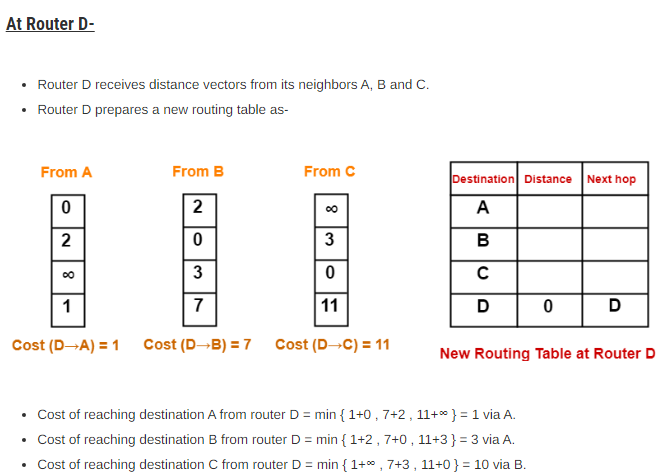 At Router D-
Router D receives distance vectors from its neighbors A, B and C.
Router D prepares a new routing table as-
From A From B From C
Destination Distance Next hop
0 2 ∞ A
2 0 3 B
∞ 3 0 C
1 7 11 D 0 D
Cost (D→A) = 1 Cost (D→B) = 7 Cost (D→C) = 11
New Routing Table at Router D
Cost of reaching destination A from router D = min { 1+0 , 7+2 , 11+∞ } = 1 via A.
Cost of reaching destination B from router D = min { 1+2 , 7+0 , 11+3 } = 3 via A.
Cost of reaching destination C from router D = min { 1+∞ , 7+3 , 11+0 } = 10 via B.